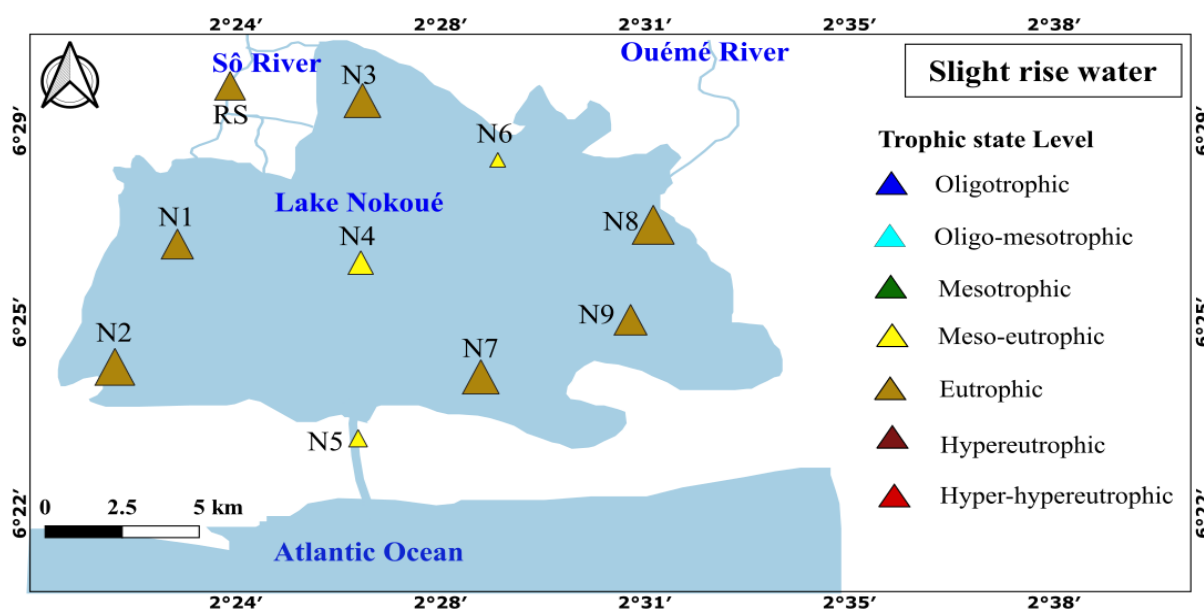 2°24′ 2°28′ 2°31′ 2°35′ 2°38′
Sô River
Ouémé River
Slight rise water
N3
RS
N6
6°29′ 6°29′
Trophic state Level
Oligotrophic
Lake Nokoué
N1
N4
N8
Oligo-mesotrophic
Mesotrophic
6°25′ 6°25′
N9
N2
N7
Meso-eutrophic
Eutrophic
N5
Hypereutrophic
Hyper-hypereutrophic
6°22′ 6°22′
0 2.5 5 km
Atlantic Ocean
2°24′ 2°28′ 2°31′ 2°35′ 2°38′